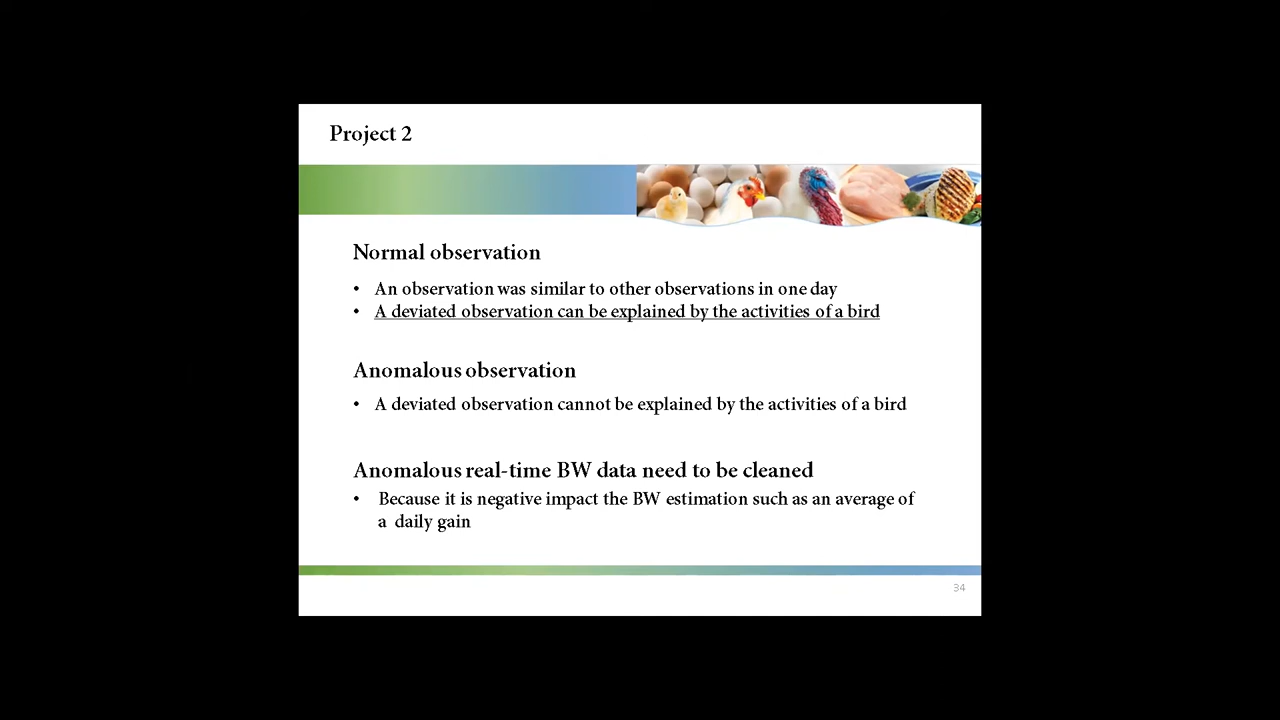 Project 2
Normal observation
• An observation was similar to other observations in one day
• A deviated observation can be explained by the activities of a bird
Anomalous observation
• A deviated observation cannot be explained by the activities of a bird
Anomalous real-time BW data need to be cleaned
• Because it is negative impact the BW estimation such as an average of
a daily gain
34